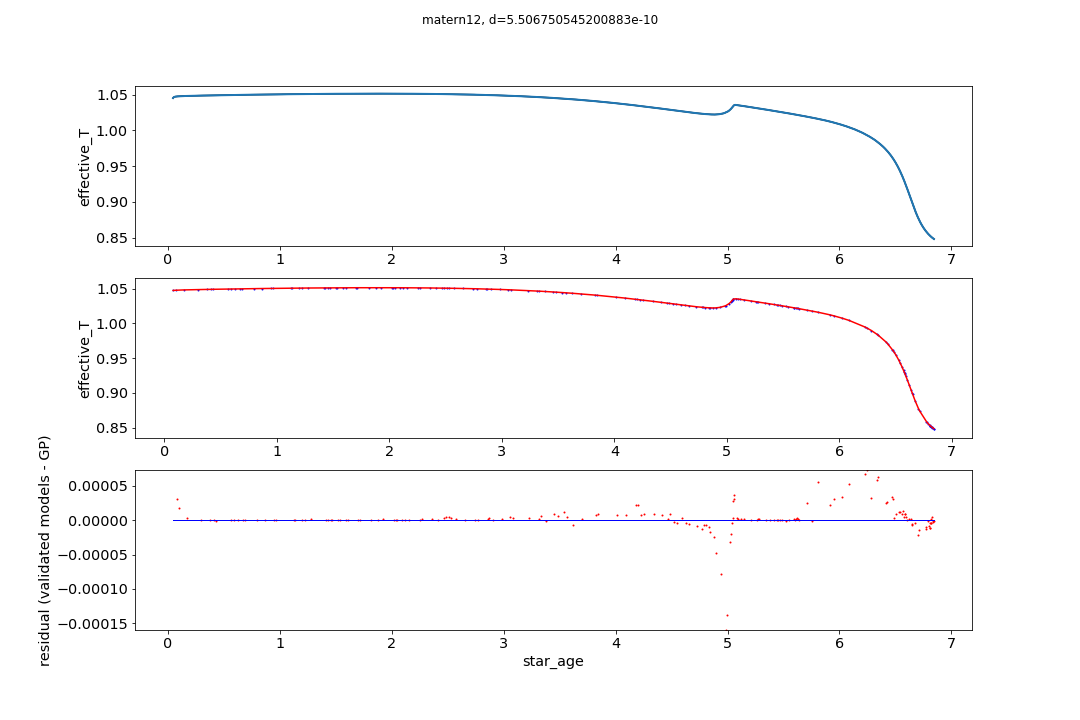 matern12, d=5.506750545200883e-10
effective_T
1.05
1.00
0.95
0.90
0.85
0 1 2 3 4 5 6 7
effective_T
1.05
1.00
0.95
0.90
0.85
0 1 2 3 4 5 6 7
residual (validated models - GP)
0.00005
0.00000
−0.00005
−0.00010
−0.00015
0 1 2 3 4 5 6 7
star_age